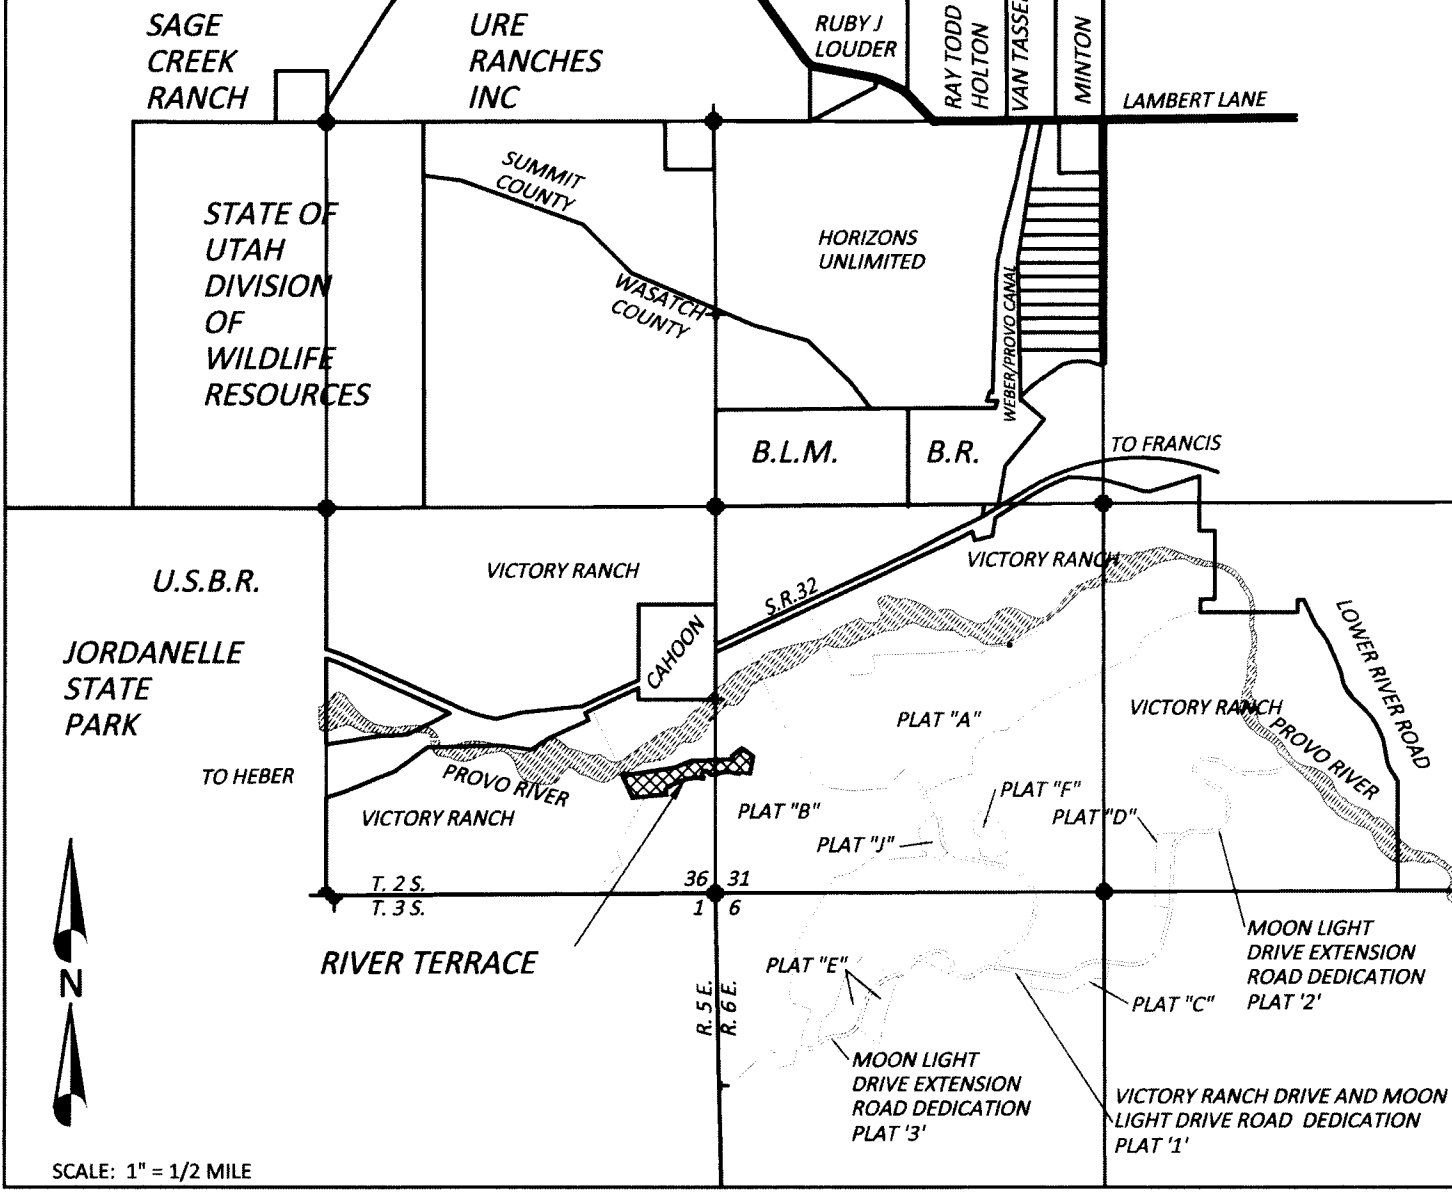 SAGE
CREEK
RANCH
URE
RANCHES
INC
RUBY J
LOUDER
RAY TODD
HOLTON
VAN TASSE
MINTON
LAMBERT LANE
SUMMIT
COUNTY
WASATCH
COUNTY
STATE OF
UTAH
DIVISION
OF
WILDLIFE
RESOURCES
HORIZONS
UNLIMITED
WEBER/PROVO CANAL
B.L.M.
B.R.
TO FRANCIS
U.S.B.R.
VICTORY RANCH
VICTORY RANCH
S.R.32
CAHOON
JORDANELLE
STATE
PARK
LOWER RIVER ROAD
PLAT "A"
VICTORY RANCH
PROVO RIVER
TO HEBER
PROVO RIVER
VICTORY RANCH
PLAT "B"
PLAT "F"
PLAT "D"
PLAT "J"
T. 2 S.
T. 3 S.
36 31
1 6
RIVER TERRACE
N
R. 5 E.
R. 6 E.
PLAT "E"
PLAT "C"
MOON LIGHT
DRIVE EXTENSION
ROAD DEDICATION
PLAT '2'
MOON LIGHT
DRIVE EXTENSION
ROAD DEDICATION
PLAT '3'
VICTORY RANCH DRIVE AND MOON
LIGHT DRIVE ROAD DEDICATION
PLAT '1'
SCALE: 1" = 1/2 MILE